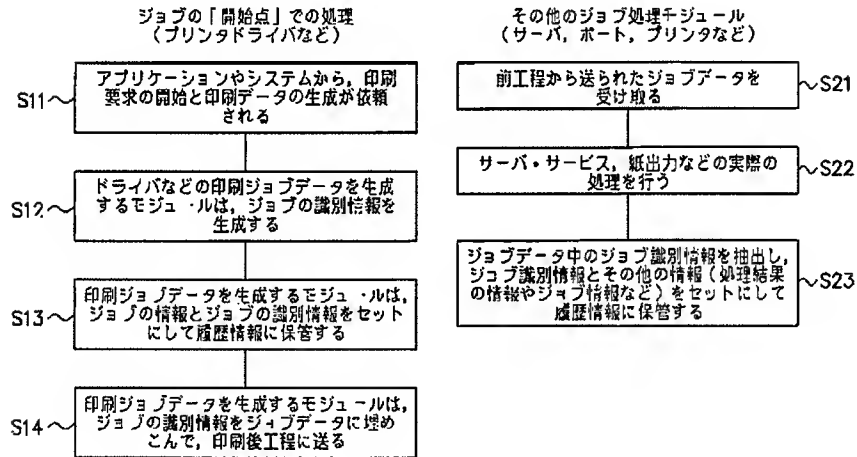 ジョブの「開始点」での処理
（プリンタドライバなど）
S11
アプリケーションやシステムから，印刷
要求の開始と印刷データの生成が依頼
される
S12
ドライバなどの印刷ジョブデータを生成
するモジュールは，ジョブの識別情報を
生成する
S13
印刷ジョブデータを生成するモジュールは，
ジョブの情報とジョブの識別情報をセット
にして履歴情報に保管する
S14
印刷ジョブデータを生成するモジュールは，
ジョブの識別情報をジョブデータに埋め
こんで，印刷後工程に送る
その他のジョブ処理モジュール
（サーバ，ポート，プリンタなど）
前工程から送られたジョブデータを
受け取る
S21
サーバ・サービス，紙出力などの実際の
処理を行う
S22
ジョブデータ中のジョブ識別情報を抽出し，
ジョブ識別情報とその他の情報（処理結果
の情報やジョブ情報など）をセットにして
履歴情報に保管する
S23